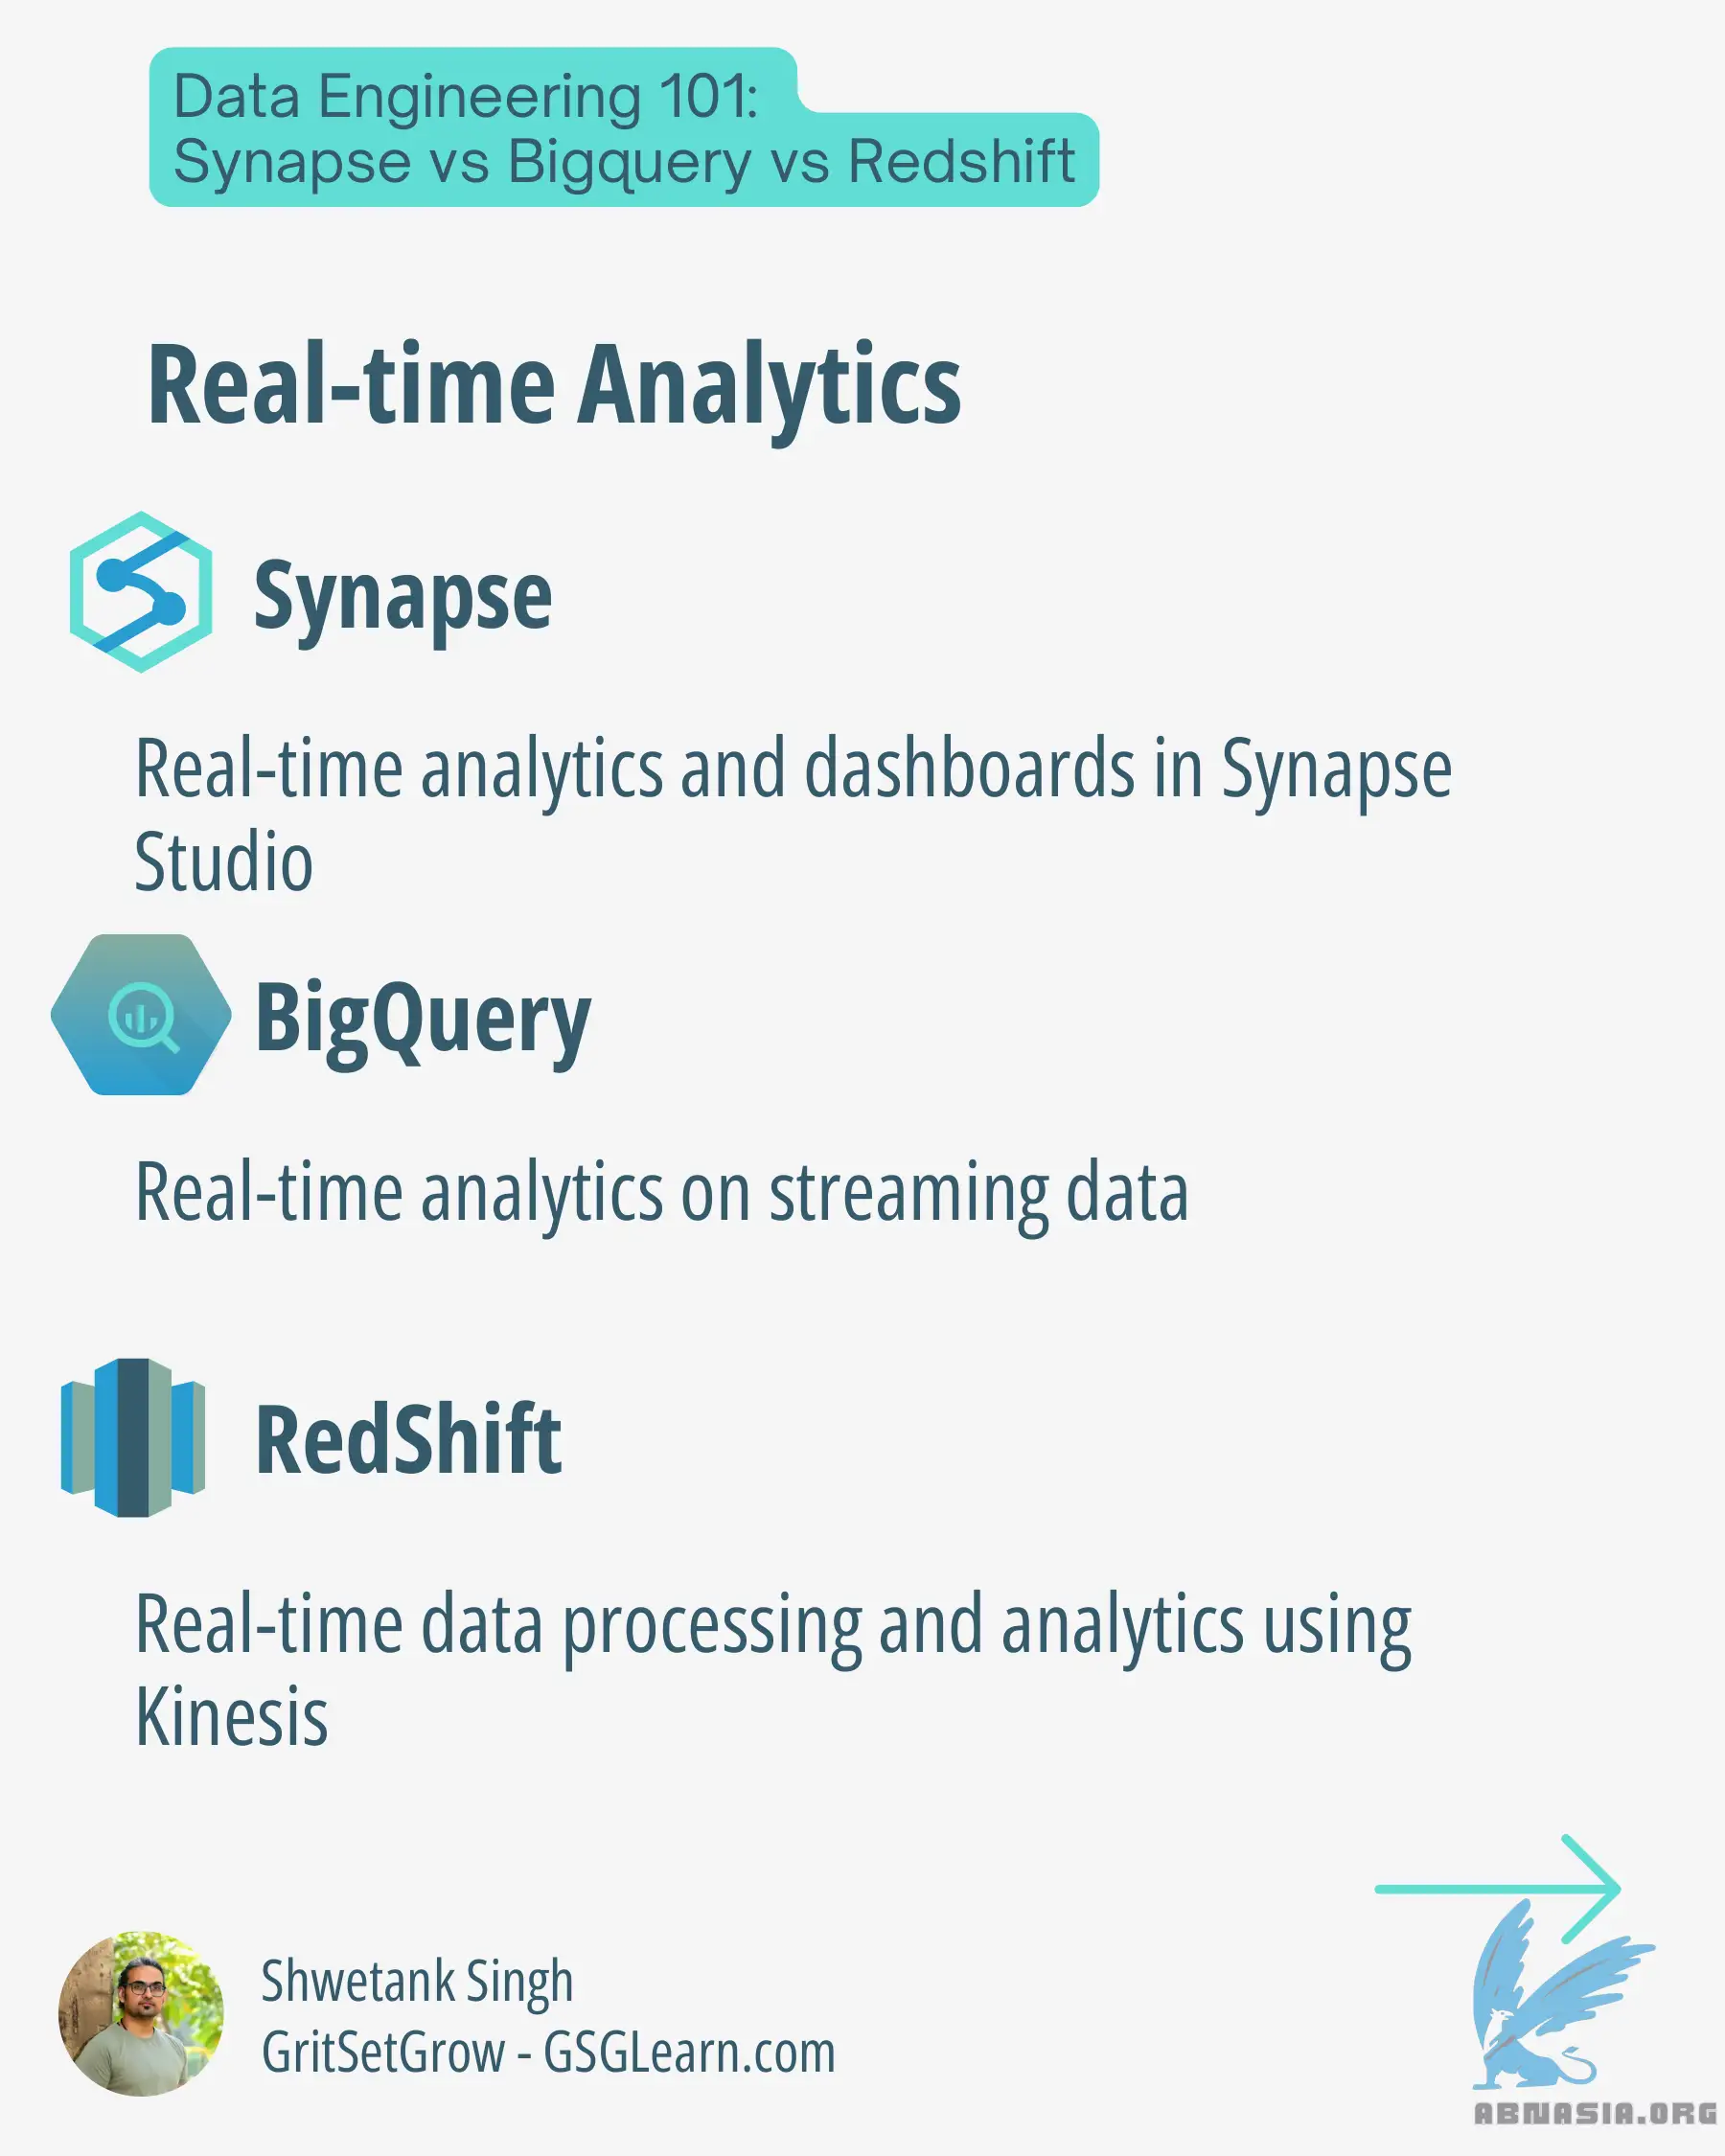 Data Engineering 101:
Synapse vs Bigquery vs Redshift
Real-time Analytics
Synapse
Real-time analytics and dashboards in Synapse
Studio
BigQuery
Real-time analytics on streaming data
RedShift
Real-time data processing and analytics using
Kinesis
Shwetank Singh
GritSetGrow - GSGLearn.com
ABNASIA.ORG